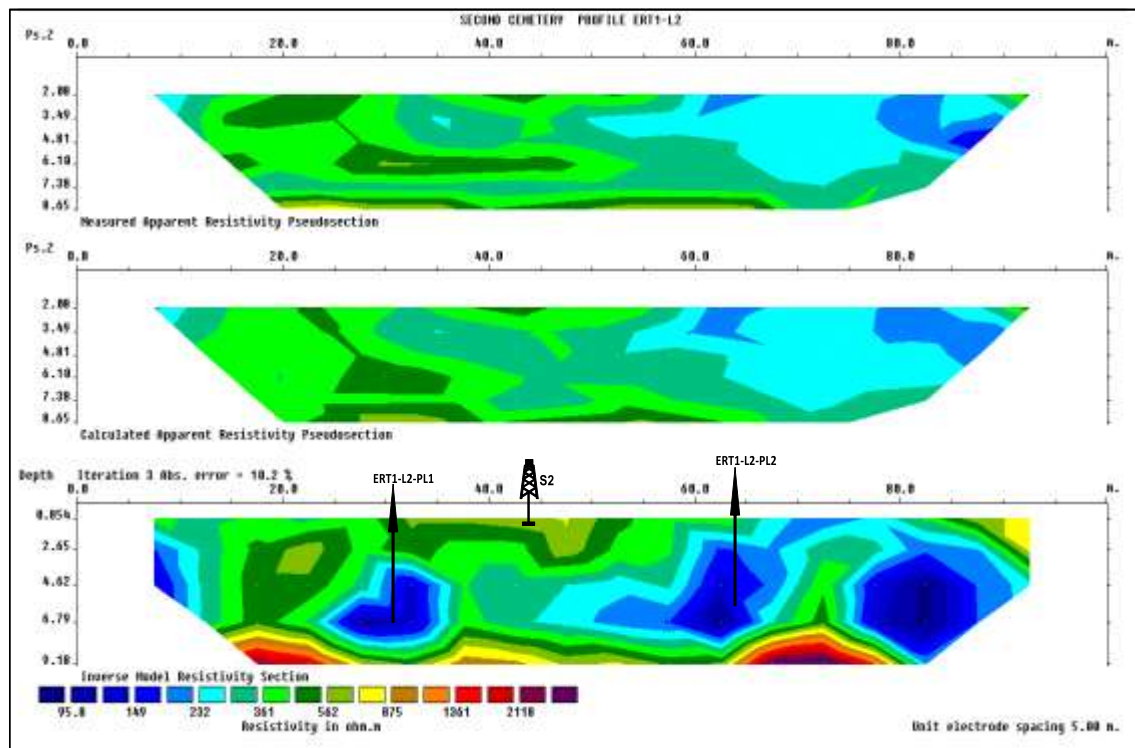 SECOND CEMETERY PROFILE ERT1-L2
Ps.Z 0.0 20.0 40.0 60.0 80.0 m.
2.00
3.49
4.81
6.10
7.38
8.65
Measured Apparent Resistivity Pseudosection
Ps.Z 0.0 20.0 40.0 60.0 80.0 m.
2.00
3.49
4.81
6.10
7.38
8.65
Calculated Apparent Resistivity Pseudosection
Depth Iteration 3 Abs. error = 10.2 %
ERT1-L2-PL1 S2 ERT1-L2-PL2
0.0 20.0 40.0 60.0 80.0 m.
0.854
2.65
4.62
6.79
9.18
Inverse Model Resistivity Section
95.8 149 232 361 562 875 1361 2118
Resistivity in ohm.m
Unit electrode spacing 5.00 m.